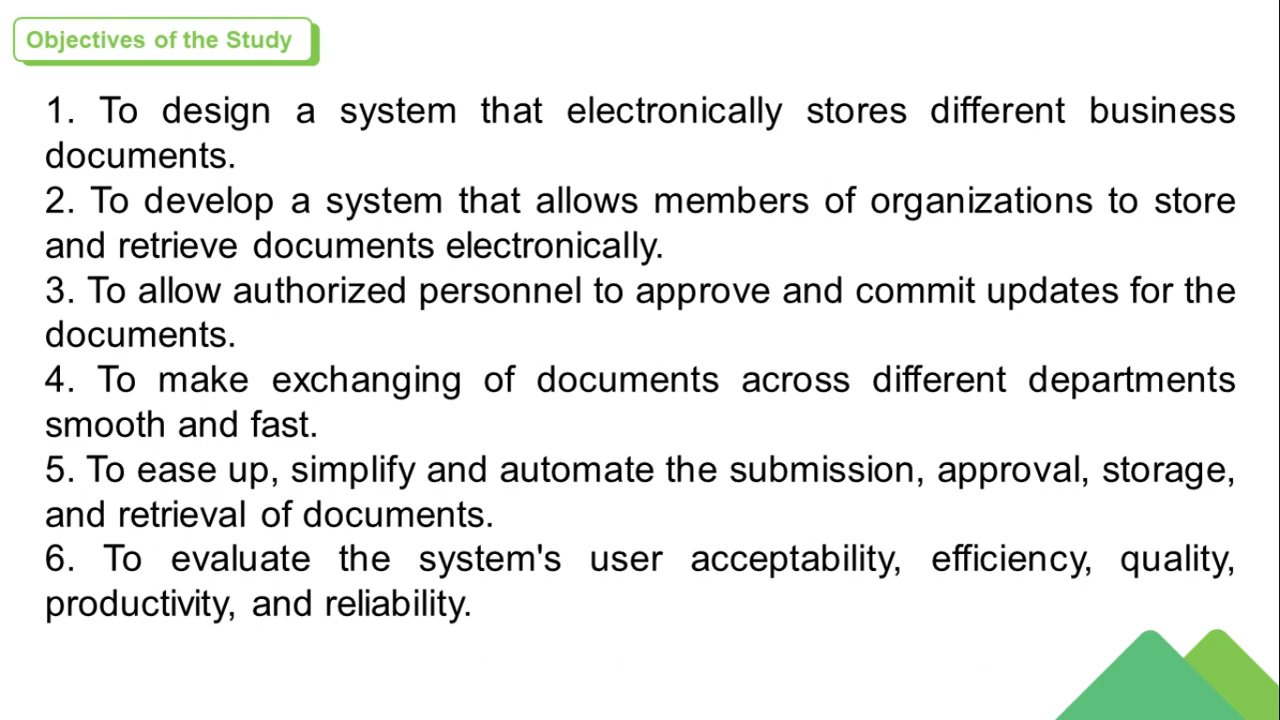 Objectives of the Study
1. To design a system that electronically stores different business
documents.
2. To develop a system that allows members of organizations to store
and retrieve documents electronically.
3. To allow authorized personnel to approve and commit updates for the
documents.
4. To make exchanging of documents across different departments
smooth and fast.
5. To ease up, simplify and automate the submission, approval, storage,
and retrieval of documents.
6. To evaluate the system's user acceptability, efficiency, quality,
productivity, and reliability.